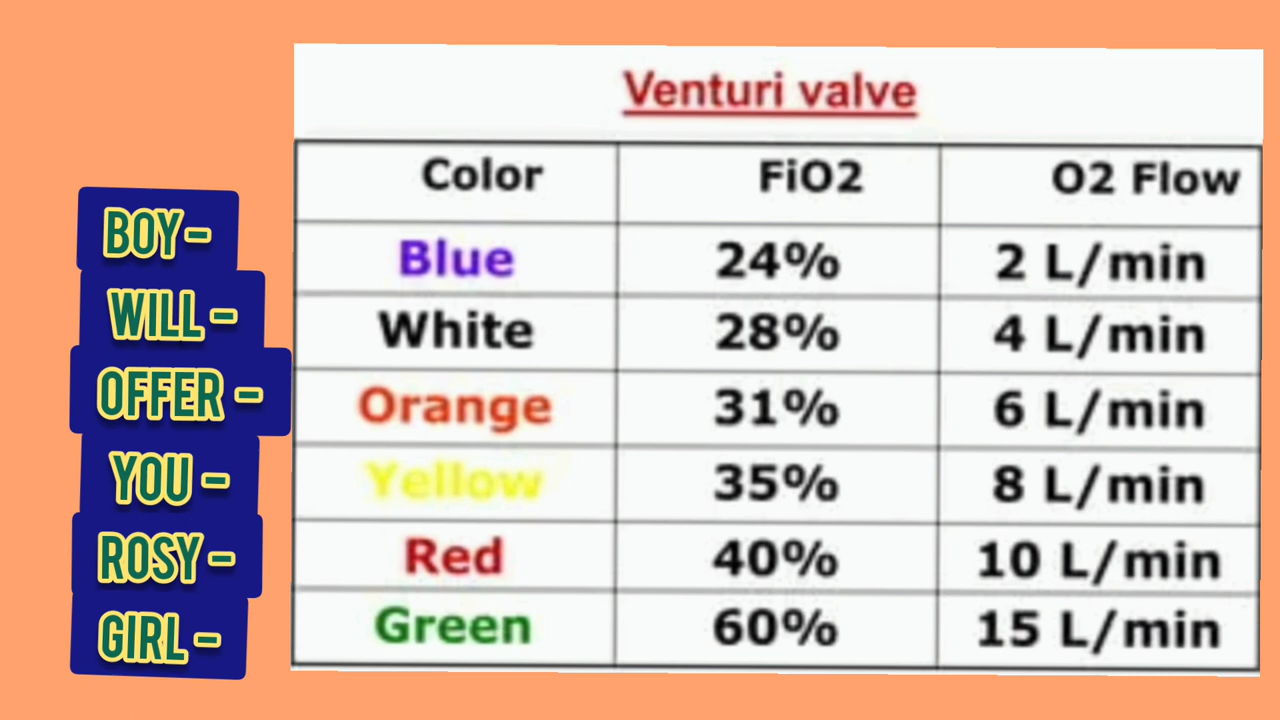 Venturi valve
Color FiO2 O2 Flow
BOY- Blue 24% 2 L/min
WILL - White 28% 4 L/min
OFFER - Orange 31% 6 L/min
YOU - Yellow 35% 8 L/min
ROSY - Red 40% 10 L/min
GIRL - Green 60% 15 L/min